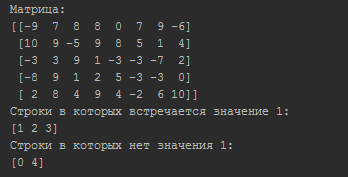 Матрица:
[[-9  7  8  8  0  7  9 -6]
 [10  9 -5  9  8  5  1  4]
 [-3  3  9  1 -3 -3 -7  2]
 [-8  9  1  2  5 -3 -3  0]
 [ 2  8  4  9  4 -2  6 10]]
Строки в которых встречается значение 1:
[1 2 3]
Строки в которых нет значения 1:
[0 4]